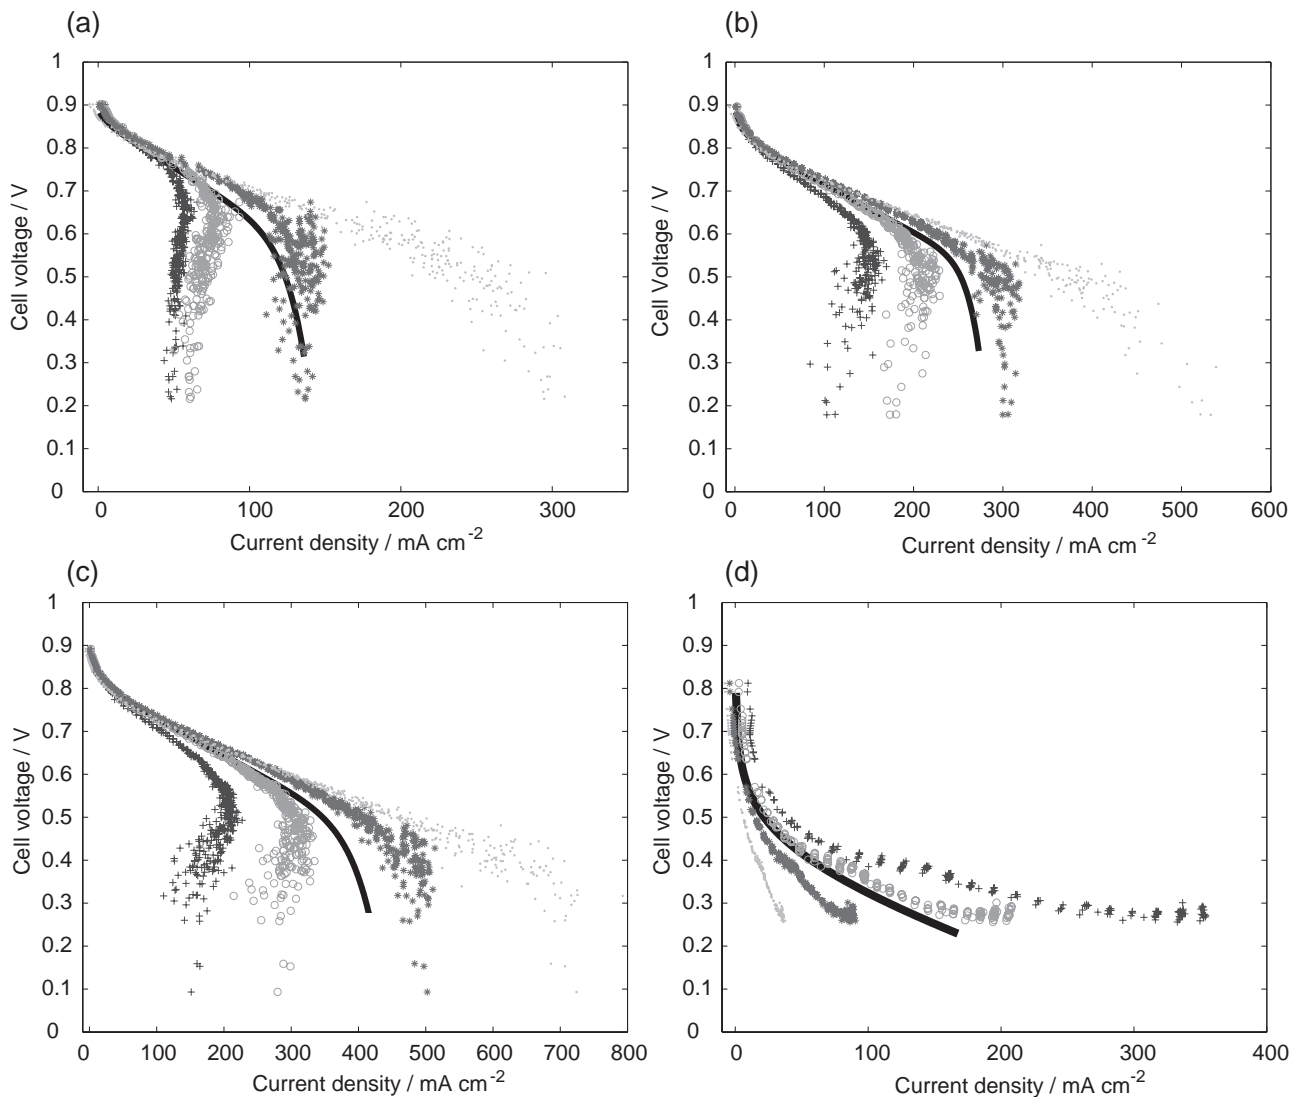 (a)
1
0.9
0.8
0.7
0.6
0.5
0.4
0.3
0.2
0.1
0
Cell voltage / V
0 100 200 300
Current density / mA cm-2
(b)
1
0.9
0.8
0.7
0.6
0.5
0.4
0.3
0.2
0.1
0
Cell Voltage / V
0 100 200 300 400 500 600
Current density / mA cm-2
(c)
1
0.9
0.8
0.7
0.6
0.5
0.4
0.3
0.2
0.1
0
Cell voltage / V
0 100 200 300 400 500 600 700 800
Current density / mA cm-2
(d)
1
0.9
0.8
0.7
0.6
0.5
0.4
0.3
0.2
0.1
0
Cell voltage / V
0 100 200 300 400
Current density / mA cm-2